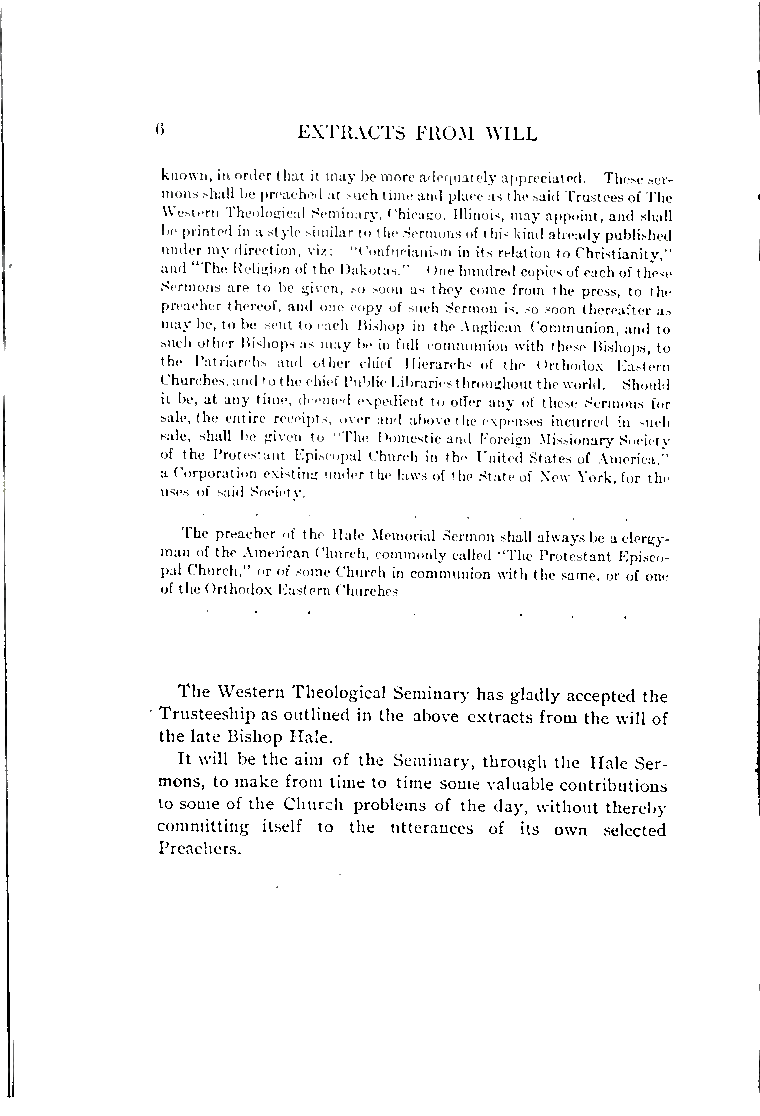 6 EXTRACTS FROM WILL
known, in order that it may be more adequately appreciated. These ser-
mons shall be preached at such time and place as the said Trustees of The
Western Theological Seminary, Chicago, Illinois, may appoint, and shall
be printed in a style similar to the Sermons of this kind already published
under my direction, viz: "Confucianism in its relation to Christianity,"
and "The Religion of the Dakotas." One hundred copies of each of these
Sermons are to be given, so soon as they come from the press, to the
preacher thereof, and one copy of such Sermon is, so soon thereafter as
may be, to be sent to each Bishop in the Anglican Communion, and to
such other Bishops as may be in full communion with these Bishops, to
the Patriarchs and other chief Hierarchs of the Orthodox Eastern
Churches, and to the chief Public Libraries throughout the world. Should
it be, at any time, deemed expedient to offer any of these Sermons for
sale, the entire receipts, over and above the expenses incurred in such
sale, shall be given to "The Domestic and Foreign Missionary Society
of the Protestant Episcopal Church in the United States of America,"
a Corporation existing under the laws of the State of New York, for the
uses of said Society.
. . . . . . . .
The preacher of the Hale Memorial Sermon shall always be a clergy-
man of the American Church, commonly called "The Protestant Episco-
pal Church," or of some Church in communion with the same, or of one
of the Orthodox Eastern Churches
. . . . . . .
The Western Theological Seminary has gladly accepted the
Trusteeship as outlined in the above extracts from the will of
the late Bishop Hale.
It will be the aim of the Seminary, through the Hale Ser-
mons, to make from time to time some valuable contributions
to some of the Church problems of the day, without thereby
committing itself to the utterances of its own selected
Preachers.